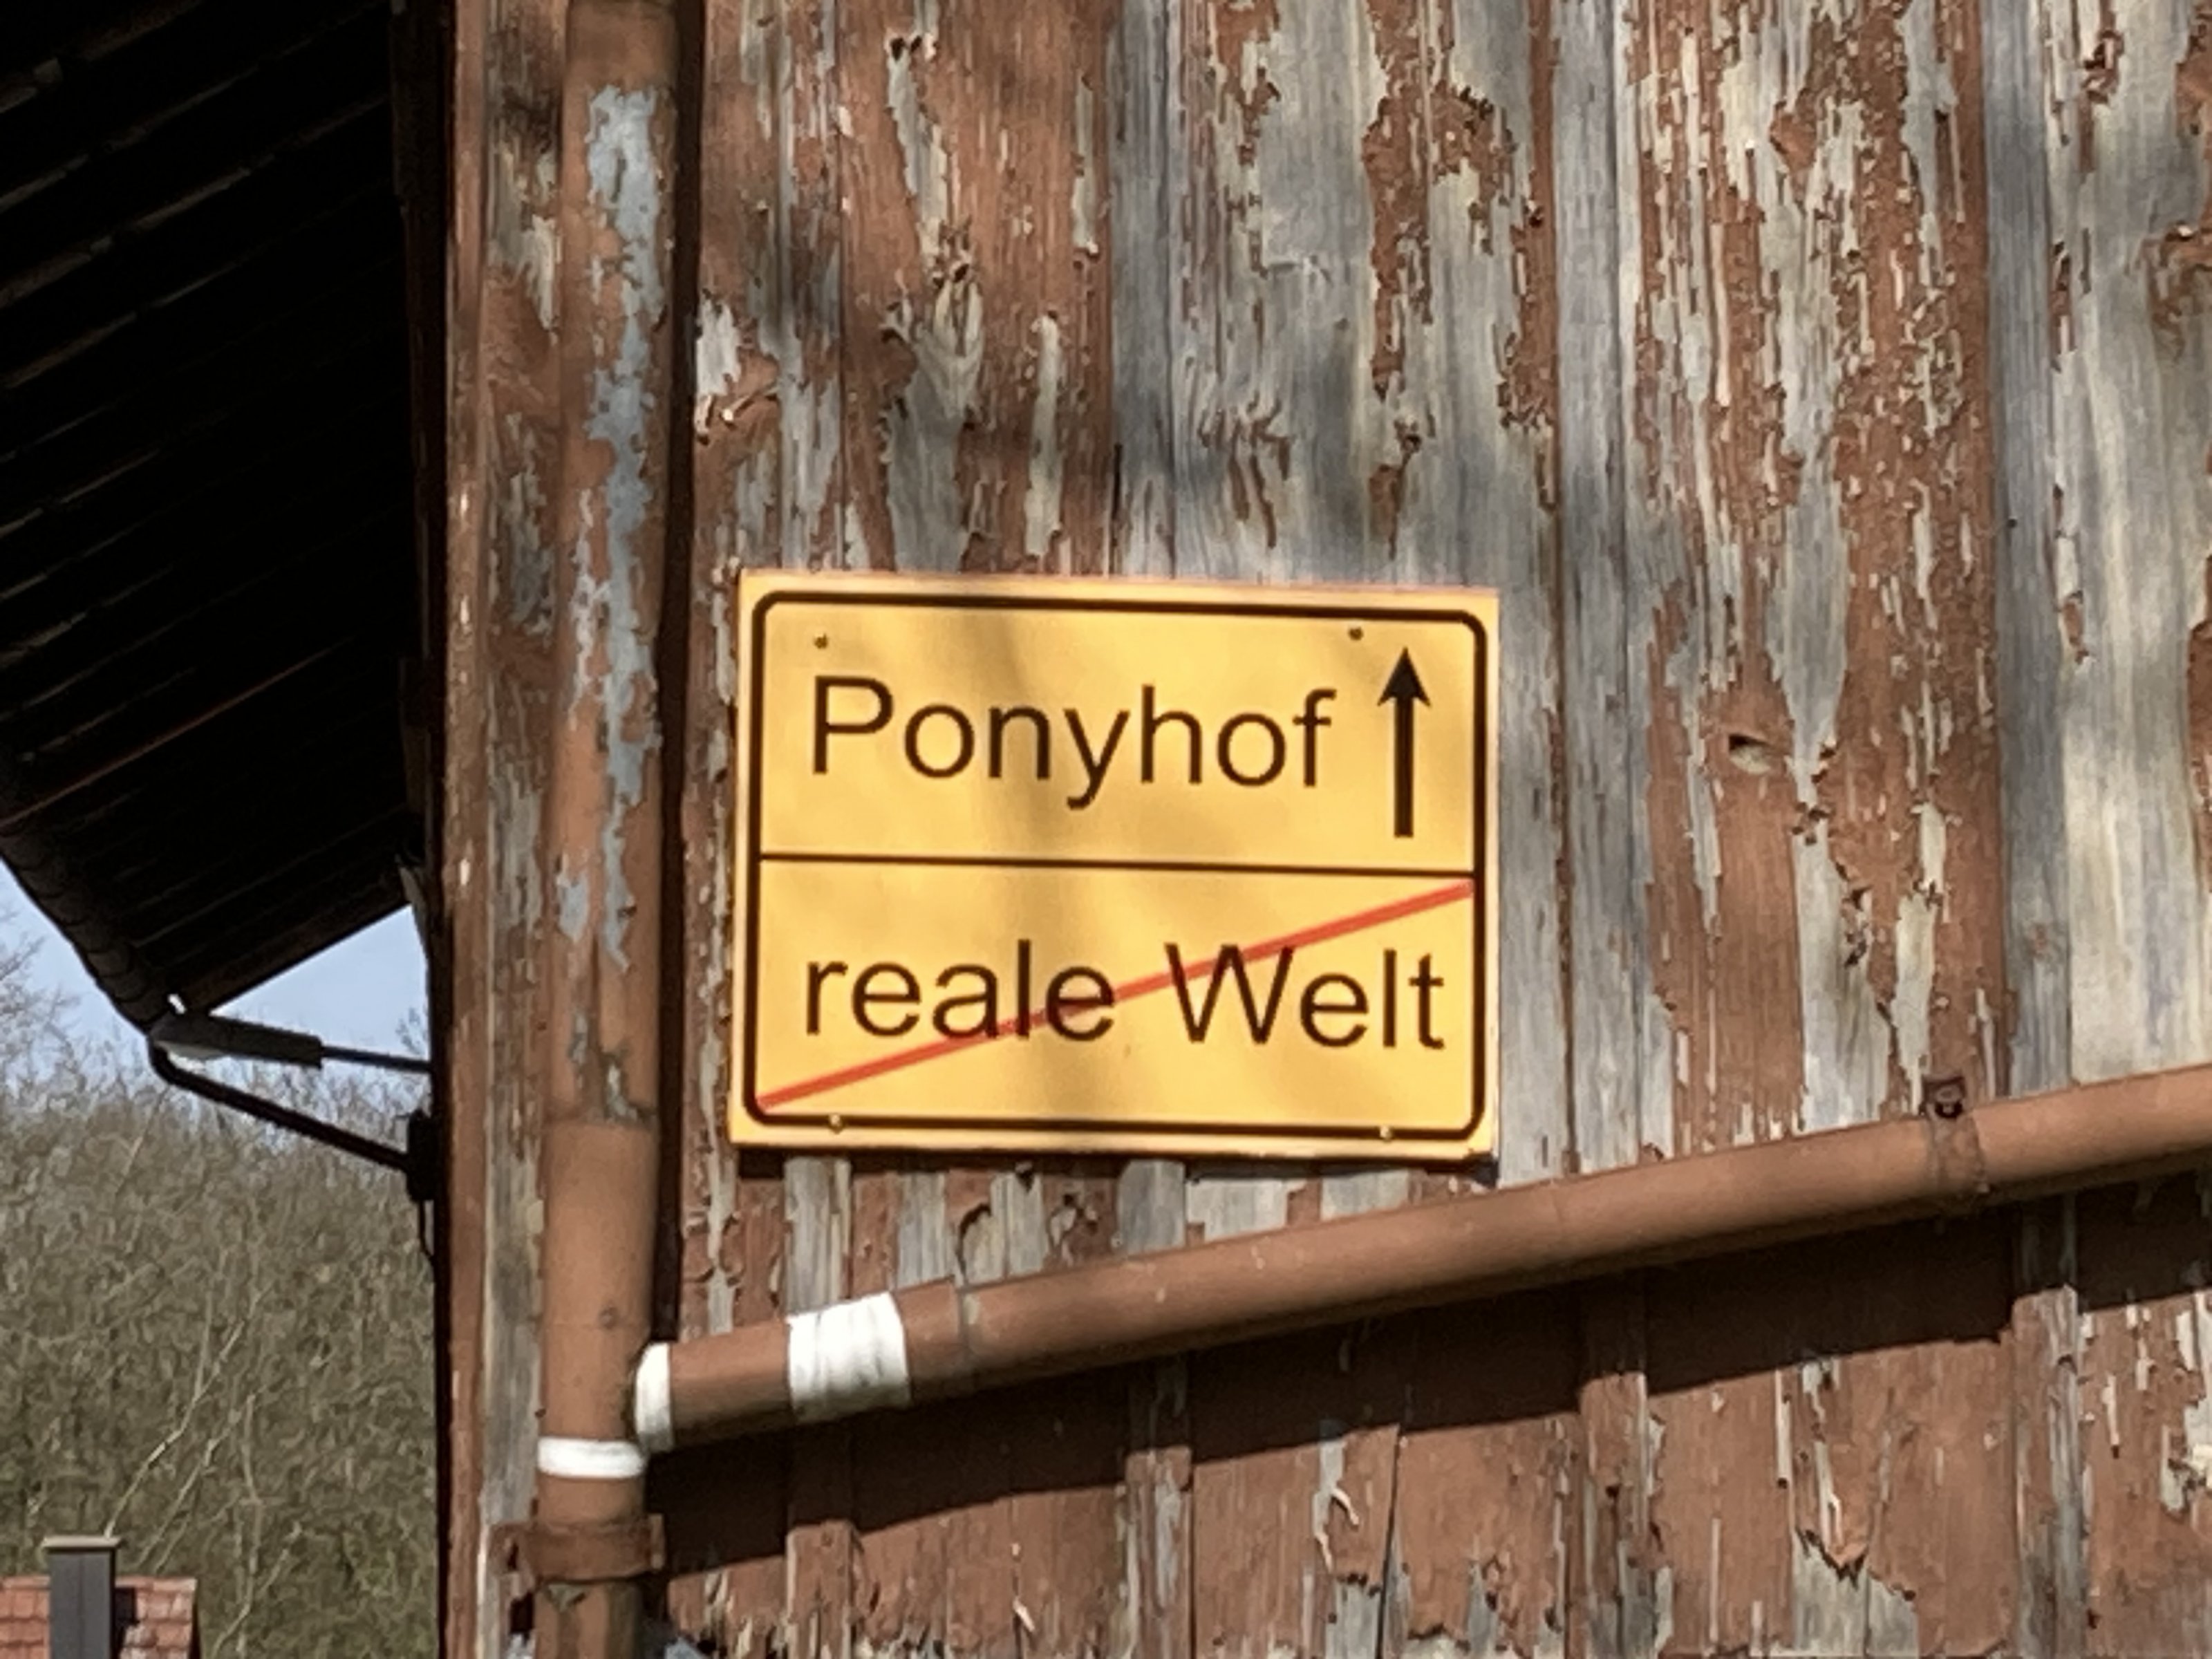 Ponyhof ↑
reale Welt